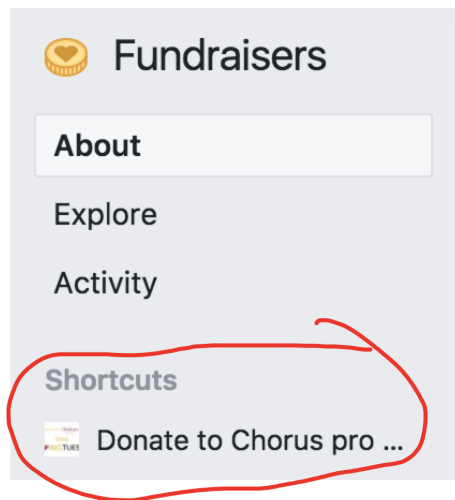 Fundraisers
About
Explore
Activity
Shortcuts
Donate to Chorus pro ...